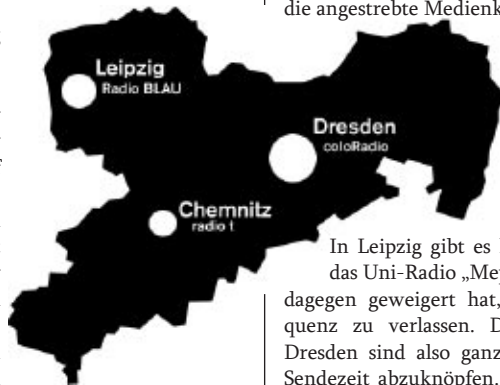 die angestrebte Medienk
Leipzig
Radio BLAU
Dresden
coloRadio
Chemnitz
radio t
In Leipzig gibt es
das Uni-Radio „Mep
dagegen geweigert hat,
quenz zu verlassen. D
Dresden sind also ganz
Sendezeit abzuknöpfen.